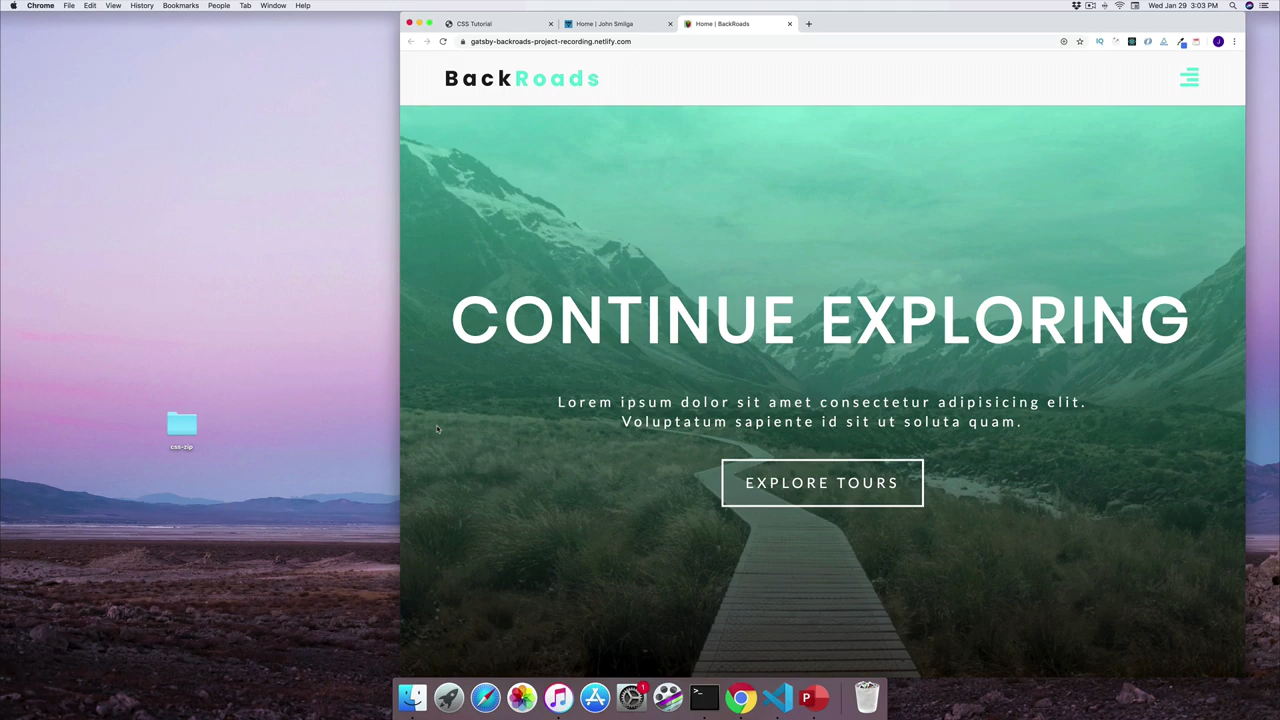 Chrome File Edit View History Bookmarks People Tab Window Help
Wed Jan 29 3:03 PM
CSS Tutorial
Home | John Smilga
Home | BackRoads
gatsby-backroads-project-recording.netlify.com
IQ
J
BackRoads
CONTINUE EXPLORING
Lorem ipsum dolor sit amet consectetur adipisicing elit.
Voluptatum sapiente id sit ut soluta quam.
EXPLORE TOURS
css-zip
1
>_
P